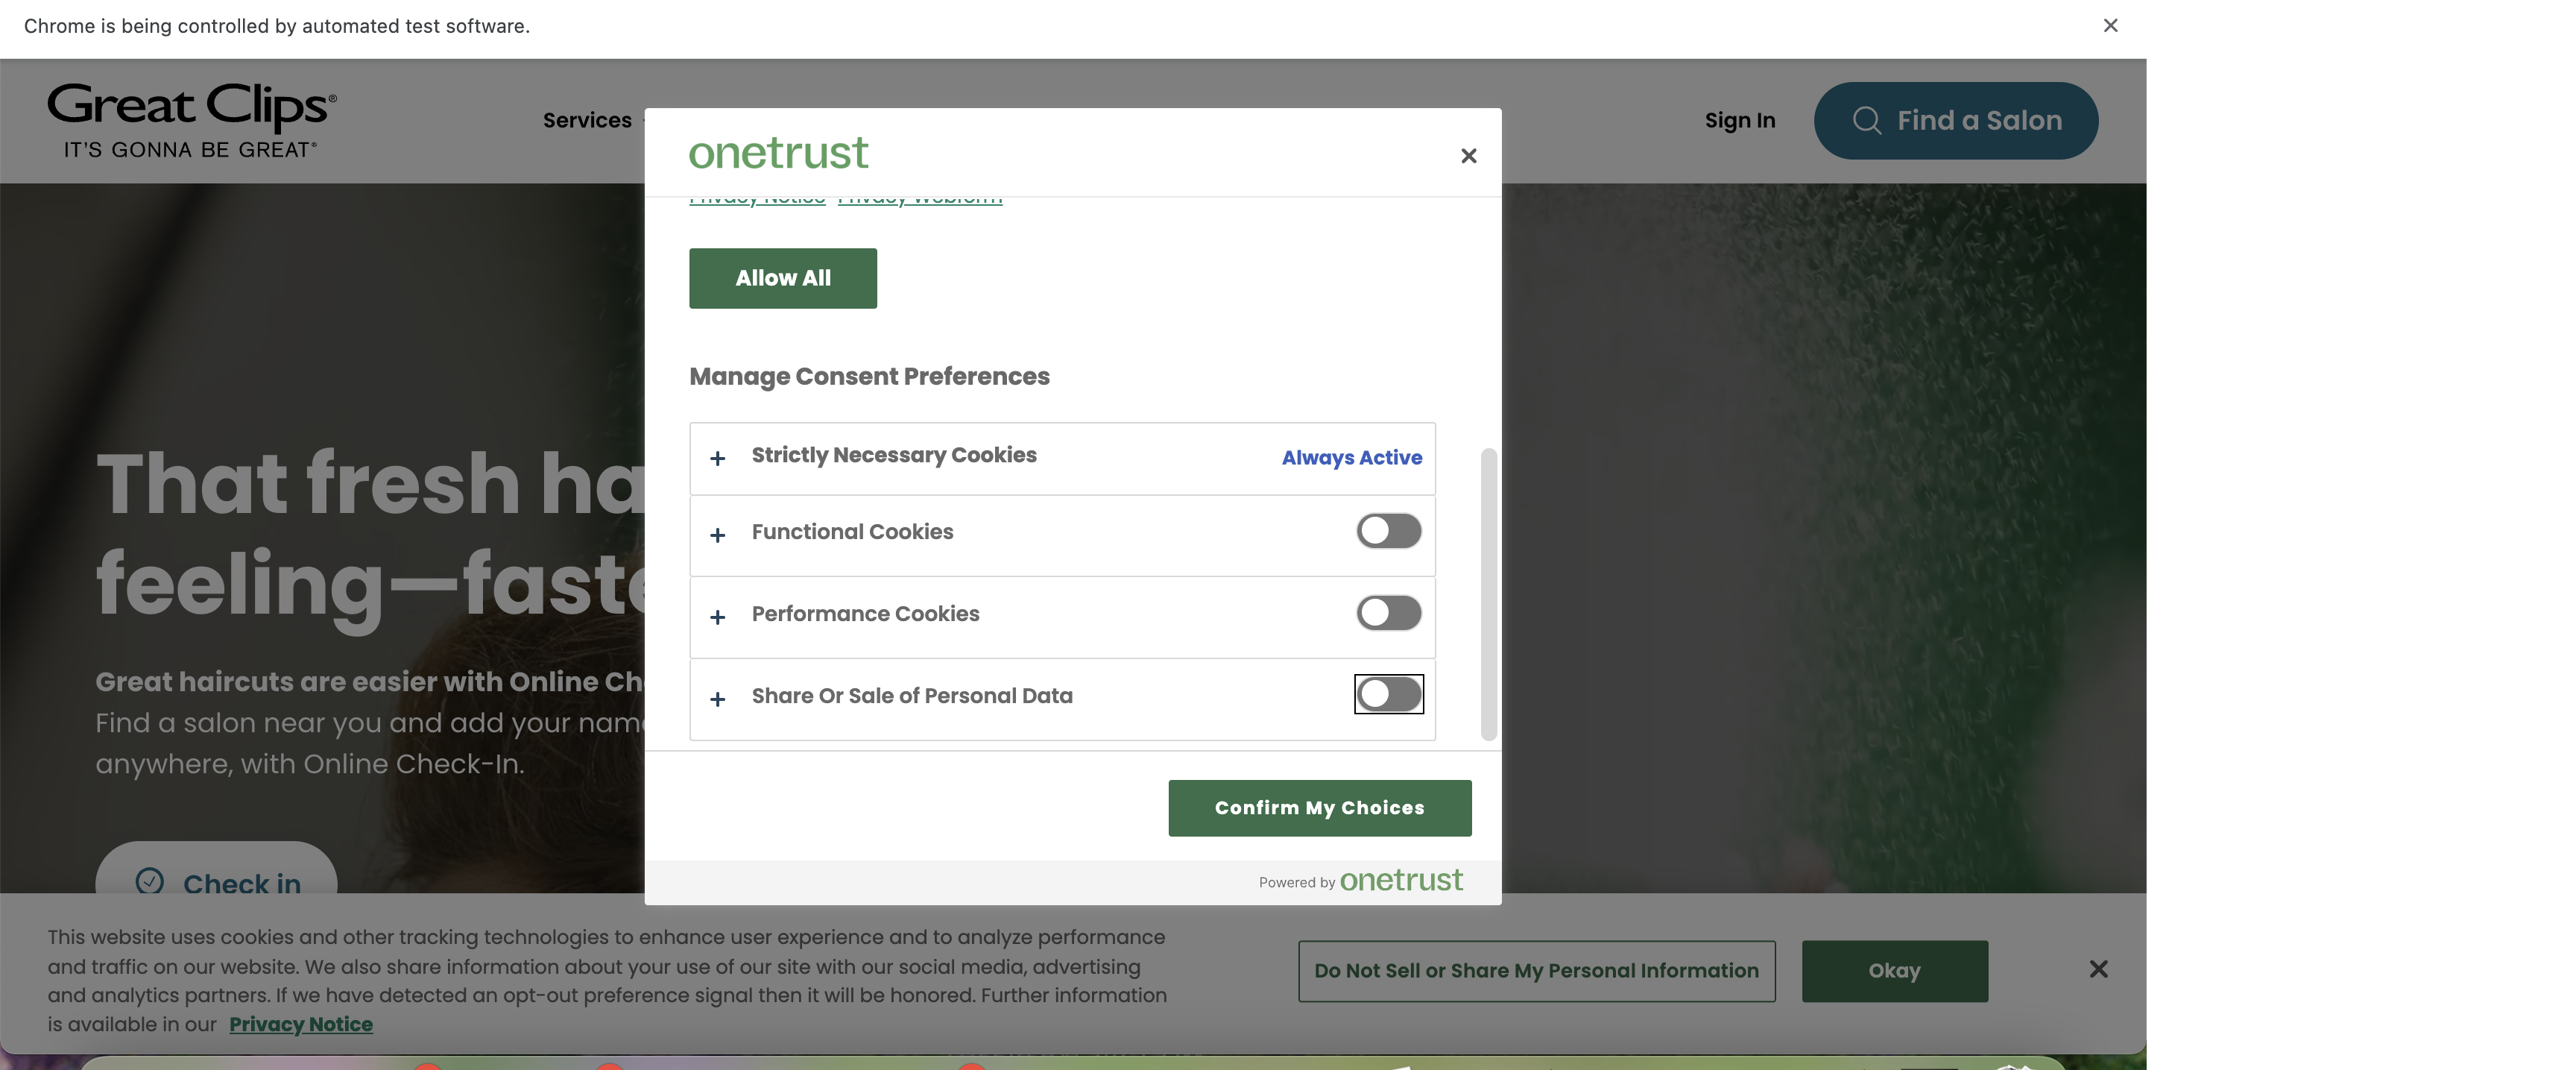 Chrome is being controlled by automated test software.
Great Clips®
IT'S GONNA BE GREAT®
Services
Sign In
Find a Salon
onetrust
Privacy Notice Privacy Webform
Allow All
Manage Consent Preferences
Strictly Necessary Cookies
Always Active
Functional Cookies
Performance Cookies
Share Or Sale of Personal Data
Confirm My Choices
Powered by onetrust
That fresh ha
feeling—faste
Great haircuts are easier with Online Ch
Find a salon near you and add your nam
anywhere, with Online Check-In.
Check in
This website uses cookies and other tracking technologies to enhance user experience and to analyze performance
and traffic on our website. We also share information about your use of our site with our social media, advertising
and analytics partners. If we have detected an opt-out preference signal then it will be honored. Further information
is available in our Privacy Notice
Do Not Sell or Share My Personal Information
Okay